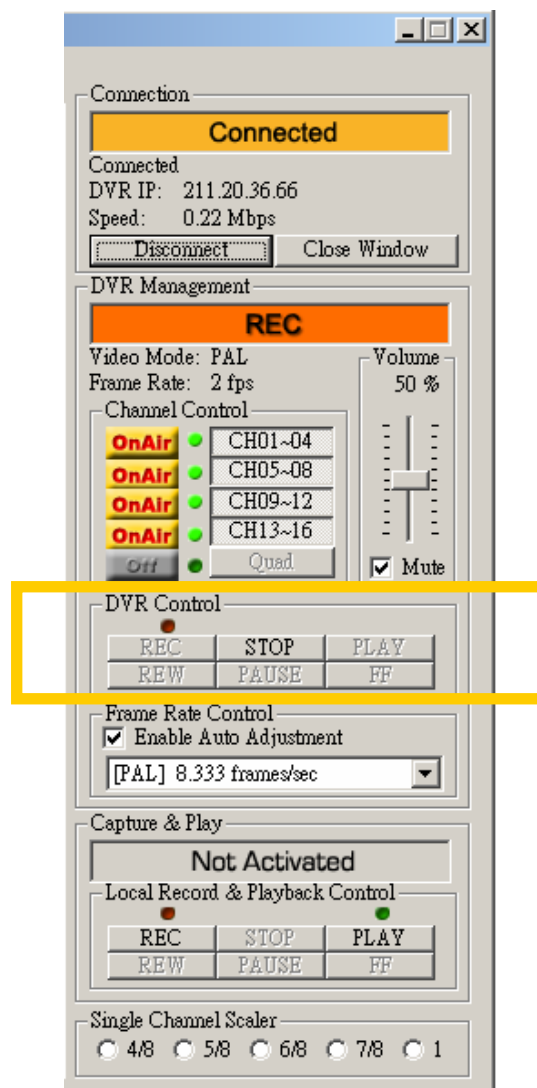 Connection
Connected
Connected
DVR IP: 211.20.36.66
Speed: 0.22 Mbps
Disconnect Close Window
DVR Management
REC
Video Mode: PAL
Frame Rate: 2 fps
Volume
50 %
Channel Control
OnAir CH01~04
OnAir CH05~08
OnAir CH09~12
OnAir CH13~16
Off Quad
Mute
DVR Control
REC STOP PLAY
REW PAUSE FF
Frame Rate Control
Enable Auto Adjustment
[PAL] 8.333 frames/sec
Capture & Play
Not Activated
Local Record & Playback Control
REC STOP PLAY
REW PAUSE FF
Single Channel Scaler
4/8 5/8 6/8 7/8 1